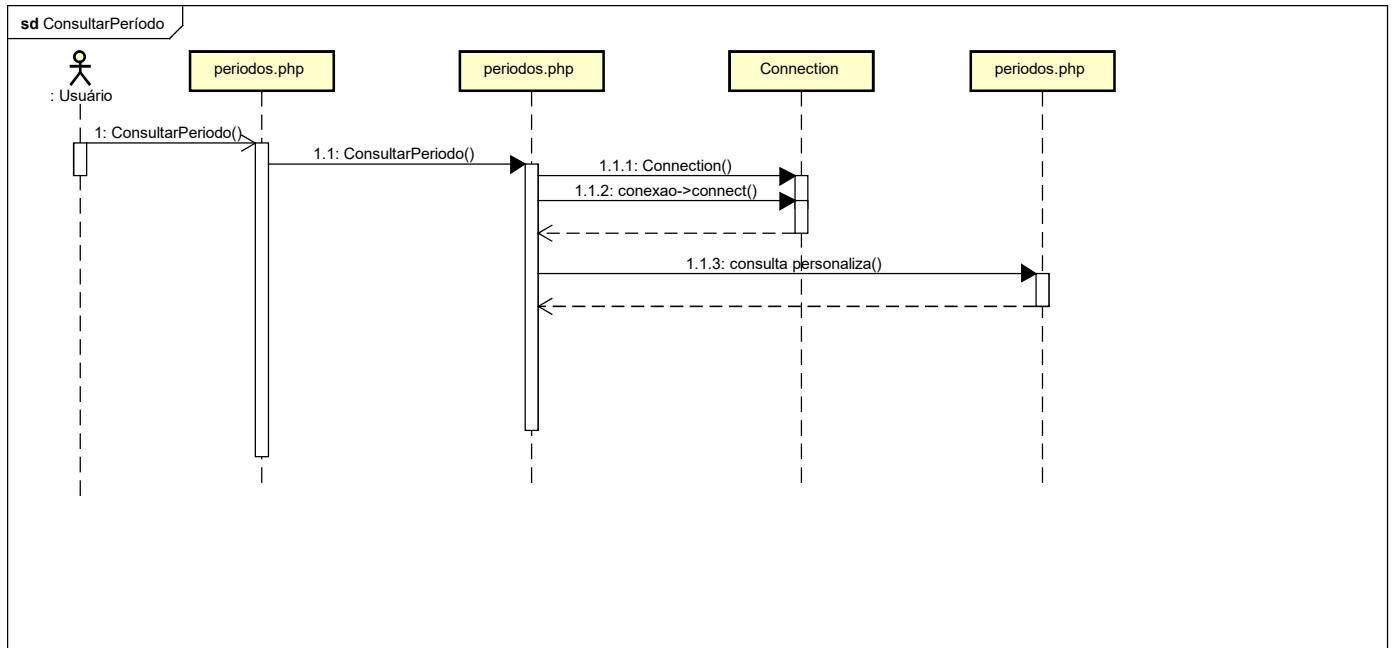 sd ConsultarPeríodo
: Usuário
periodos.php
periodos.php
Connection
periodos.php
1: ConsultarPeriodo()
1.1: ConsultarPeriodo()
1.1.1: Connection()
1.1.2: conexao->connect()
1.1.3: consulta personaliza()